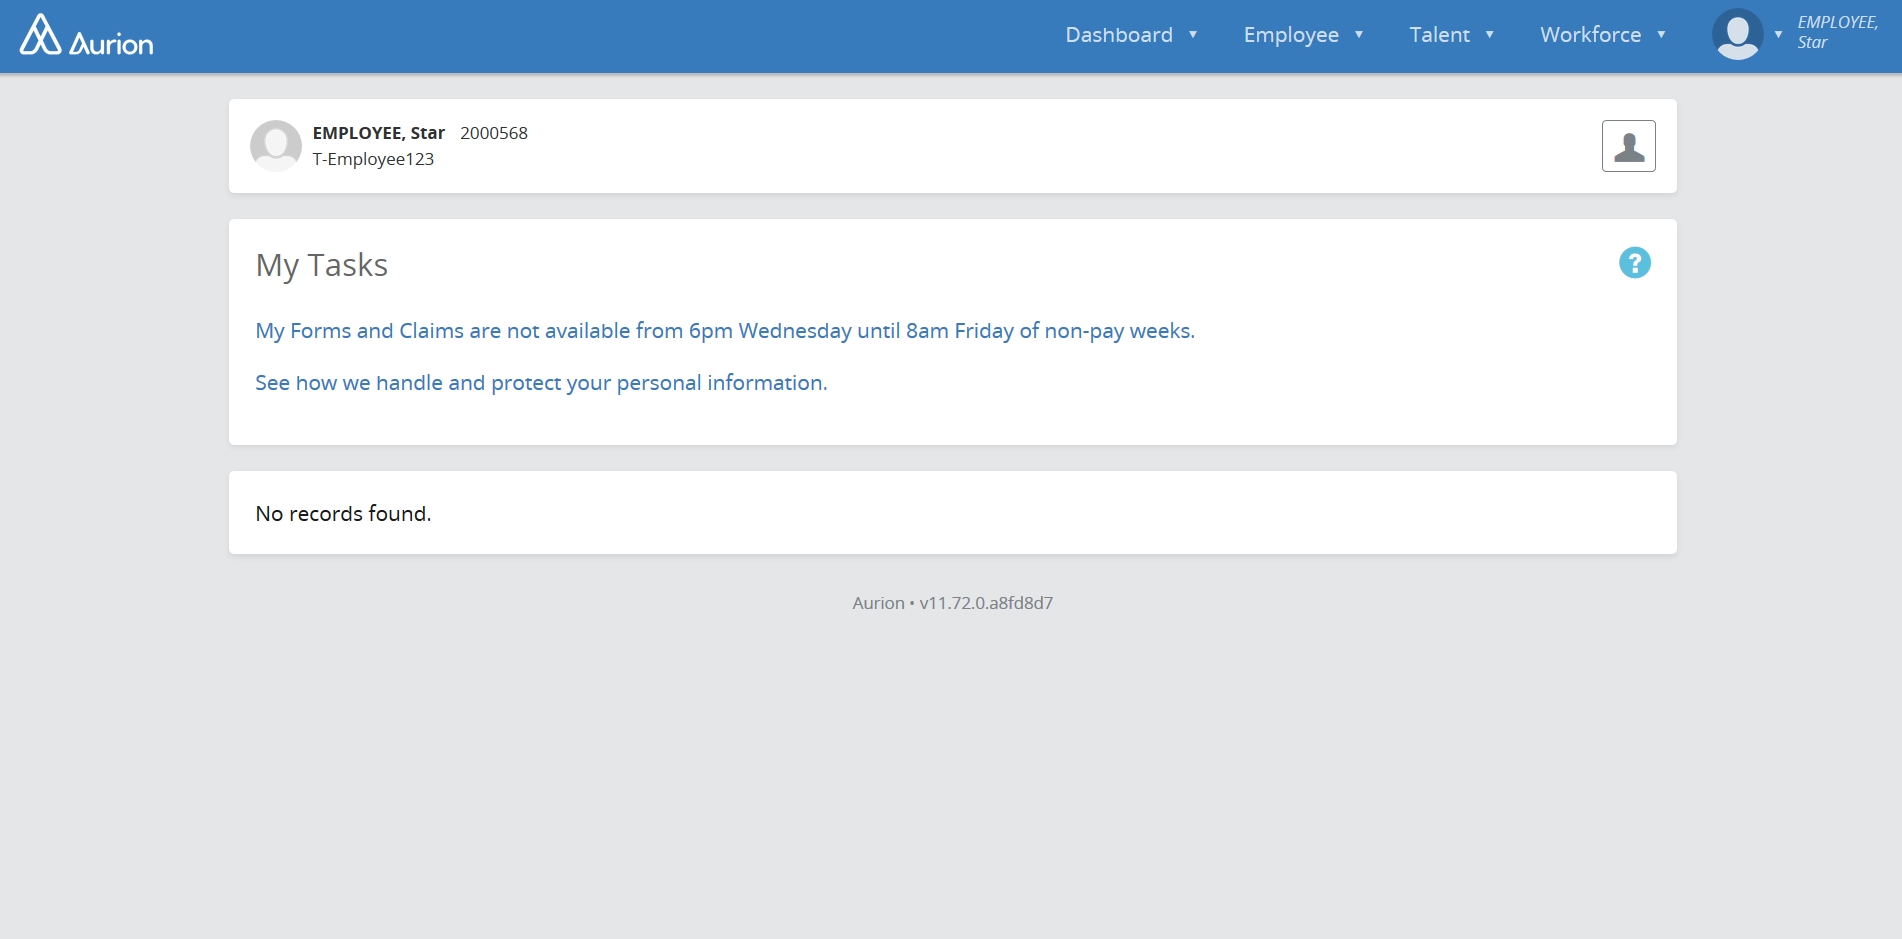 Aurion
Dashboard ▼ Employee ▼ Talent ▼ Workforce ▼ ▼ EMPLOYEE,
Star
EMPLOYEE, Star 2000568
T-Employee123
My Tasks
?
My Forms and Claims are not available from 6pm Wednesday until 8am Friday of non-pay weeks.
See how we handle and protect your personal information.
No records found.
Aurion • v11.72.0.a8fd8d7